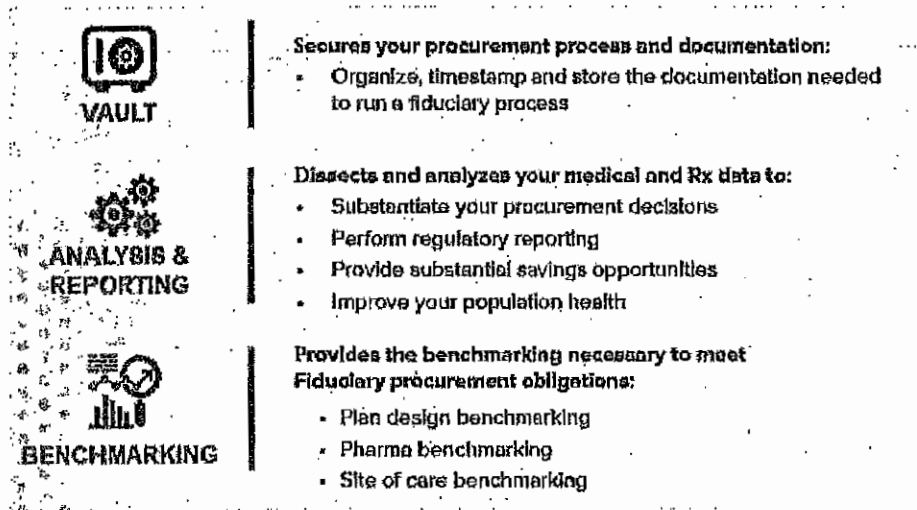 VAULT
Secures your procurement process and documentation:
• Organize, timestamp and store the documentation needed
to run a fiduciary process
ANALYSIS &
REPORTING
Dissects and analyzes your medical and Rx data to:
• Substantiate your procurement decisions
• Perform regulatory reporting
• Provide substantial savings opportunities
• Improve your population health
BENCHMARKING
Provides the benchmarking necessary to meet
Fiduciary procurement obligations:
• Plan design benchmarking
• Pharma benchmarking
• Site of care benchmarking